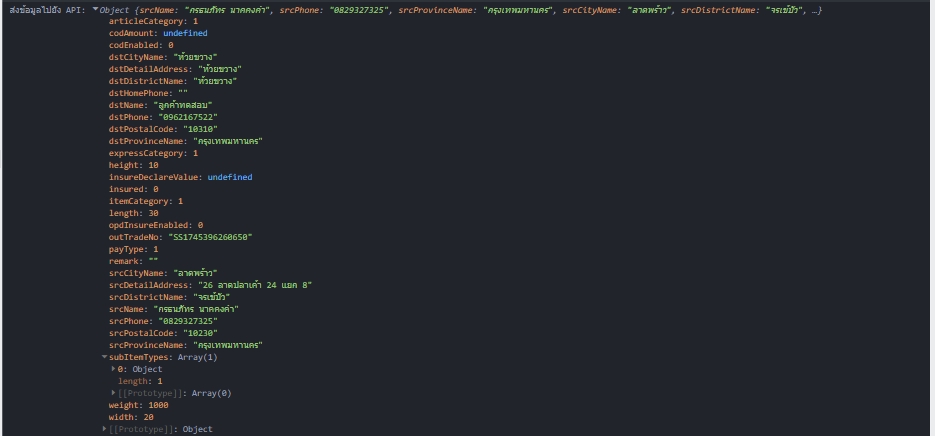 ส่งข้อมูลไปยัง API: ▼Object {srcName: "กรธนภัทร นาคคงคำ", srcPhone: "0829327325", srcProvinceName: "กรุงเทพมหานคร", srcCityName: "ลาดพร้าว", srcDistrictName: "จรเข้บัว", …}
articleCategory: 1
codAmount: undefined
codEnabled: 0
dstCityName: "ห้วยขวาง"
dstDetailAddress: "ห้วยขวาง"
dstDistrictName: "ห้วยขวาง"
dstHomePhone: ""
dstName: "ลูกค้าทดสอบ"
dstPhone: "0962167522"
dstPostalCode: "10310"
dstProvinceName: "กรุงเทพมหานคร"
expressCategory: 1
height: 10
insureDeclareValue: undefined
insured: 0
itemCategory: 1
length: 30
opdInsureEnabled: 0
outTradeNo: "SS1745396260650"
payType: 1
remark: ""
srcCityName: "ลาดพร้าว"
srcDetailAddress: "26 ลาดปลาเค้า 24 แยก 8"
srcDistrictName: "จรเข้บัว"
srcName: "กรธนภัทร นาคคงคำ"
srcPhone: "0829327325"
srcPostalCode: "10230"
srcProvinceName: "กรุงเทพมหานคร"
▼subItemTypes: Array(1)
▶0: Object
length: 1
▶[[Prototype]]: Array(0)
weight: 1000
width: 20
▶[[Prototype]]: Object